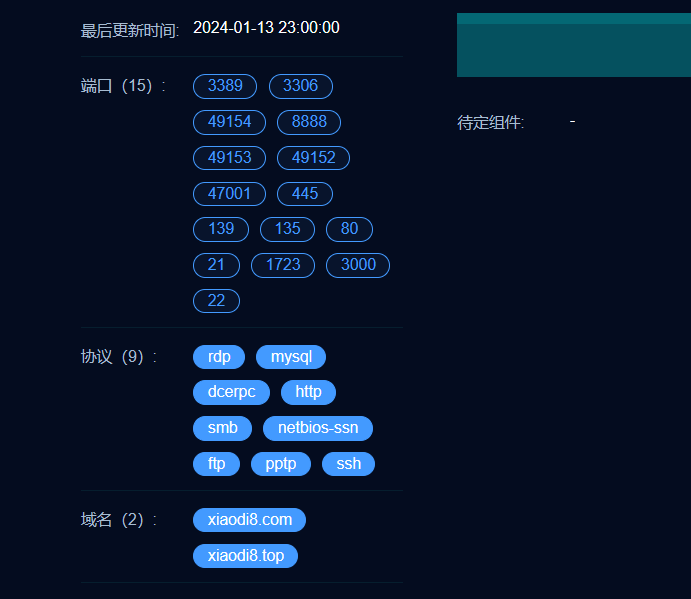 最后更新时间: 2024-01-13 23:00:00
端口（15）: 3389 3306
49154 8888
49153 49152
47001 445
139 135 80
21 1723 3000
22
协议（9）: rdp mysql
dcerpc http
smb netbios-ssn
ftp pptp ssh
域名（2）: xiaodi8.com
xiaodi8.top
待定组件: -